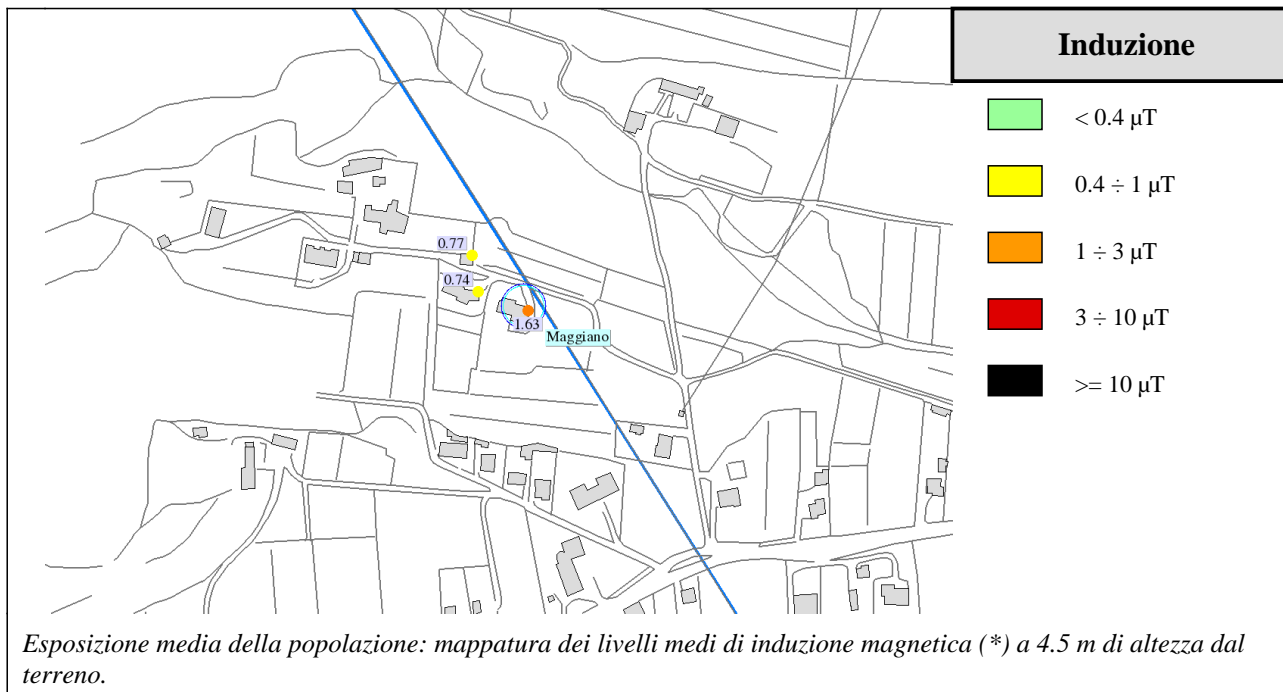 Induzione
< 0.4 µT
0.4 ÷ 1 µT
1 ÷ 3 µT
3 ÷ 10 µT
>= 10 µT
0.77
0.74
1.63
Maggiano
Esposizione media della popolazione: mappatura dei livelli medi di induzione magnetica (*) a 4.5 m di altezza dal
terreno.